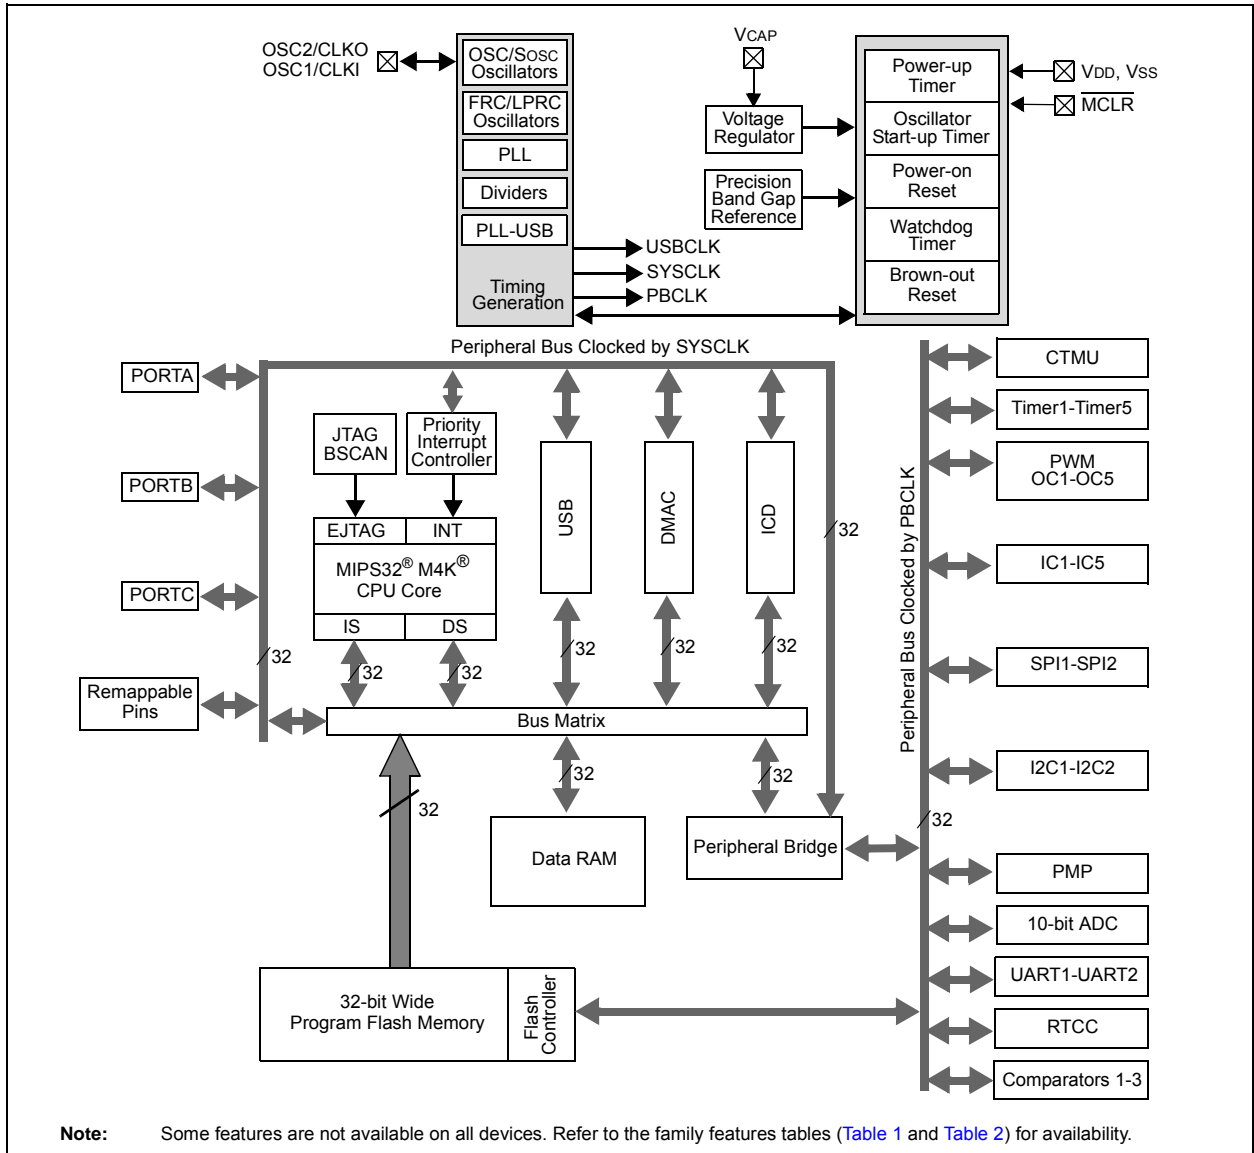 OSC2/CLKO
OSC1/CLKI
OSC/SOSC
Oscillators
FRC/LPRC
Oscillators
PLL
Dividers
PLL-USB
Timing
Generation
USBCLK
SYSCLK
PBCLK
VCAP
Voltage
Regulator
Precision
Band Gap
Reference
Power-up
Timer
Oscillator
Start-up Timer
Power-on
Reset
Watchdog
Timer
Brown-out
Reset
VDD, VSS
MCLR
Peripheral Bus Clocked by SYSCLK
PORTA
PORTB
PORTC
Remappable
Pins
32
JTAG
BSCAN
Priority
Interrupt
Controller
EJTAG
INT
MIPS32® M4K®
CPU Core
IS
DS
32
32
USB
32
DMAC
32
ICD
32
32
Bus Matrix
32
32
32
Data RAM
Peripheral Bridge
32-bit Wide
Program Flash Memory
Flash
Controller
Peripheral Bus Clocked by PBCLK
32
CTMU
Timer1-Timer5
PWM
OC1-OC5
IC1-IC5
SPI1-SPI2
I2C1-I2C2
PMP
10-bit ADC
UART1-UART2
RTCC
Comparators 1-3
Note: Some features are not available on all devices. Refer to the family features tables (Table 1 and Table 2) for availability.